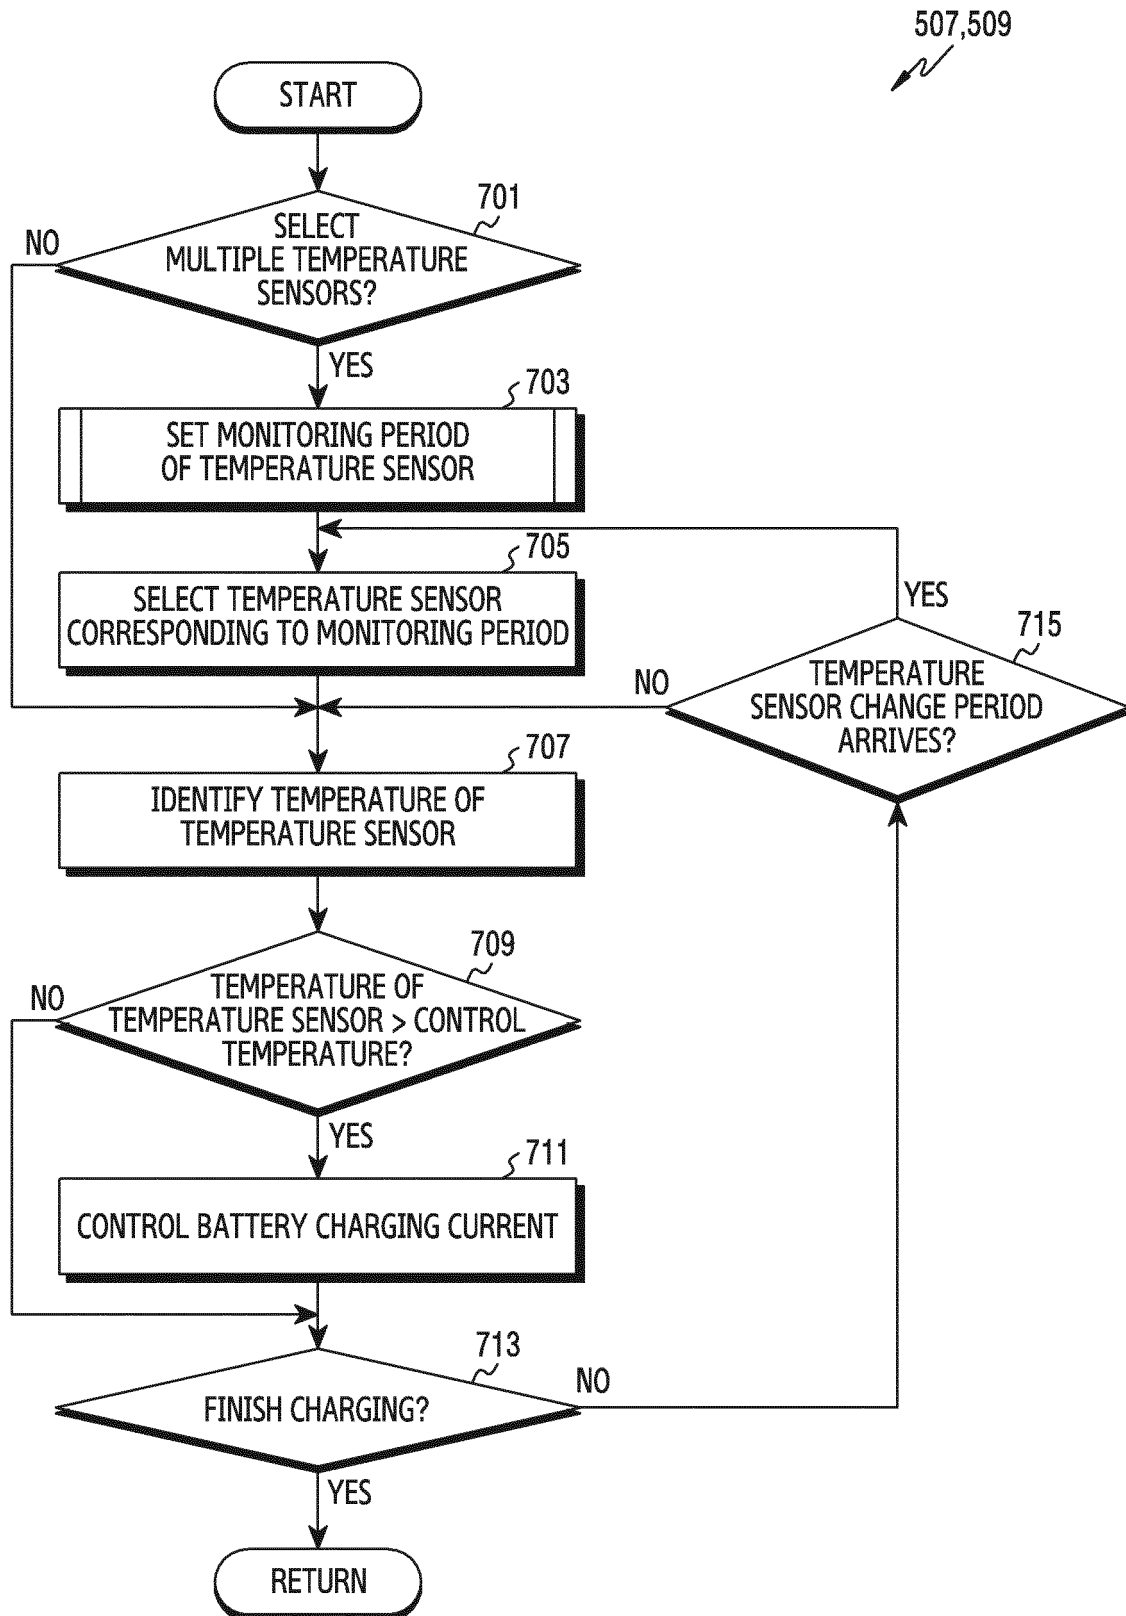 507,509
START
701
SELECT
MULTIPLE TEMPERATURE
SENSORS?
NO
YES
703
SET MONITORING PERIOD
OF TEMPERATURE SENSOR
705
SELECT TEMPERATURE SENSOR
CORRESPONDING TO MONITORING PERIOD
YES
715
TEMPERATURE
SENSOR CHANGE PERIOD
ARRIVES?
NO
707
IDENTIFY TEMPERATURE OF
TEMPERATURE SENSOR
709
TEMPERATURE OF
TEMPERATURE SENSOR > CONTROL
TEMPERATURE?
NO
YES
711
CONTROL BATTERY CHARGING CURRENT
713
FINISH CHARGING?
NO
YES
RETURN